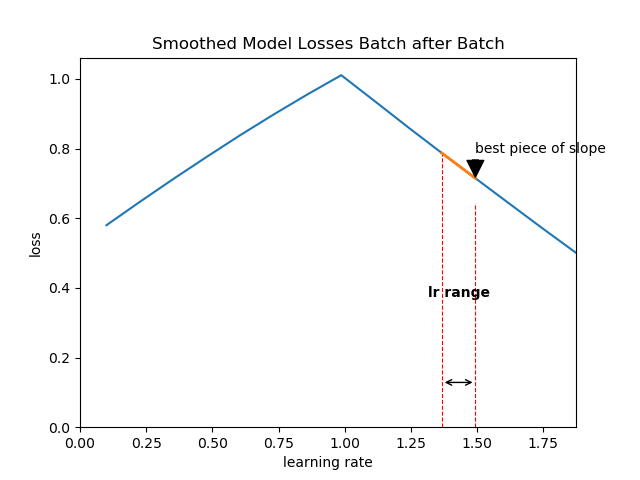 Smoothed Model Losses Batch after Batch
1.0
0.8
0.6
0.4
0.2
0.0
loss
best piece of slope
lr range
0.00 0.25 0.50 0.75 1.00 1.25 1.50 1.75
learning rate